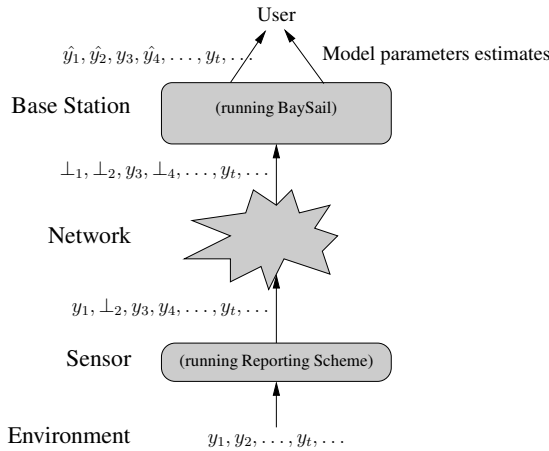 User
ŷ₁, ŷ₂, y₃, ŷ₄, . . . , yₜ, . . .
Model parameters estimates
Base Station
(running BaySail)
⊥₁, ⊥₂, y₃, ⊥₄, . . . , yₜ, . . .
Network
y₁, ⊥₂, y₃, y₄, . . . , yₜ, . . .
Sensor
(running Reporting Scheme)
Environment
y₁, y₂, . . . , yₜ, . . .